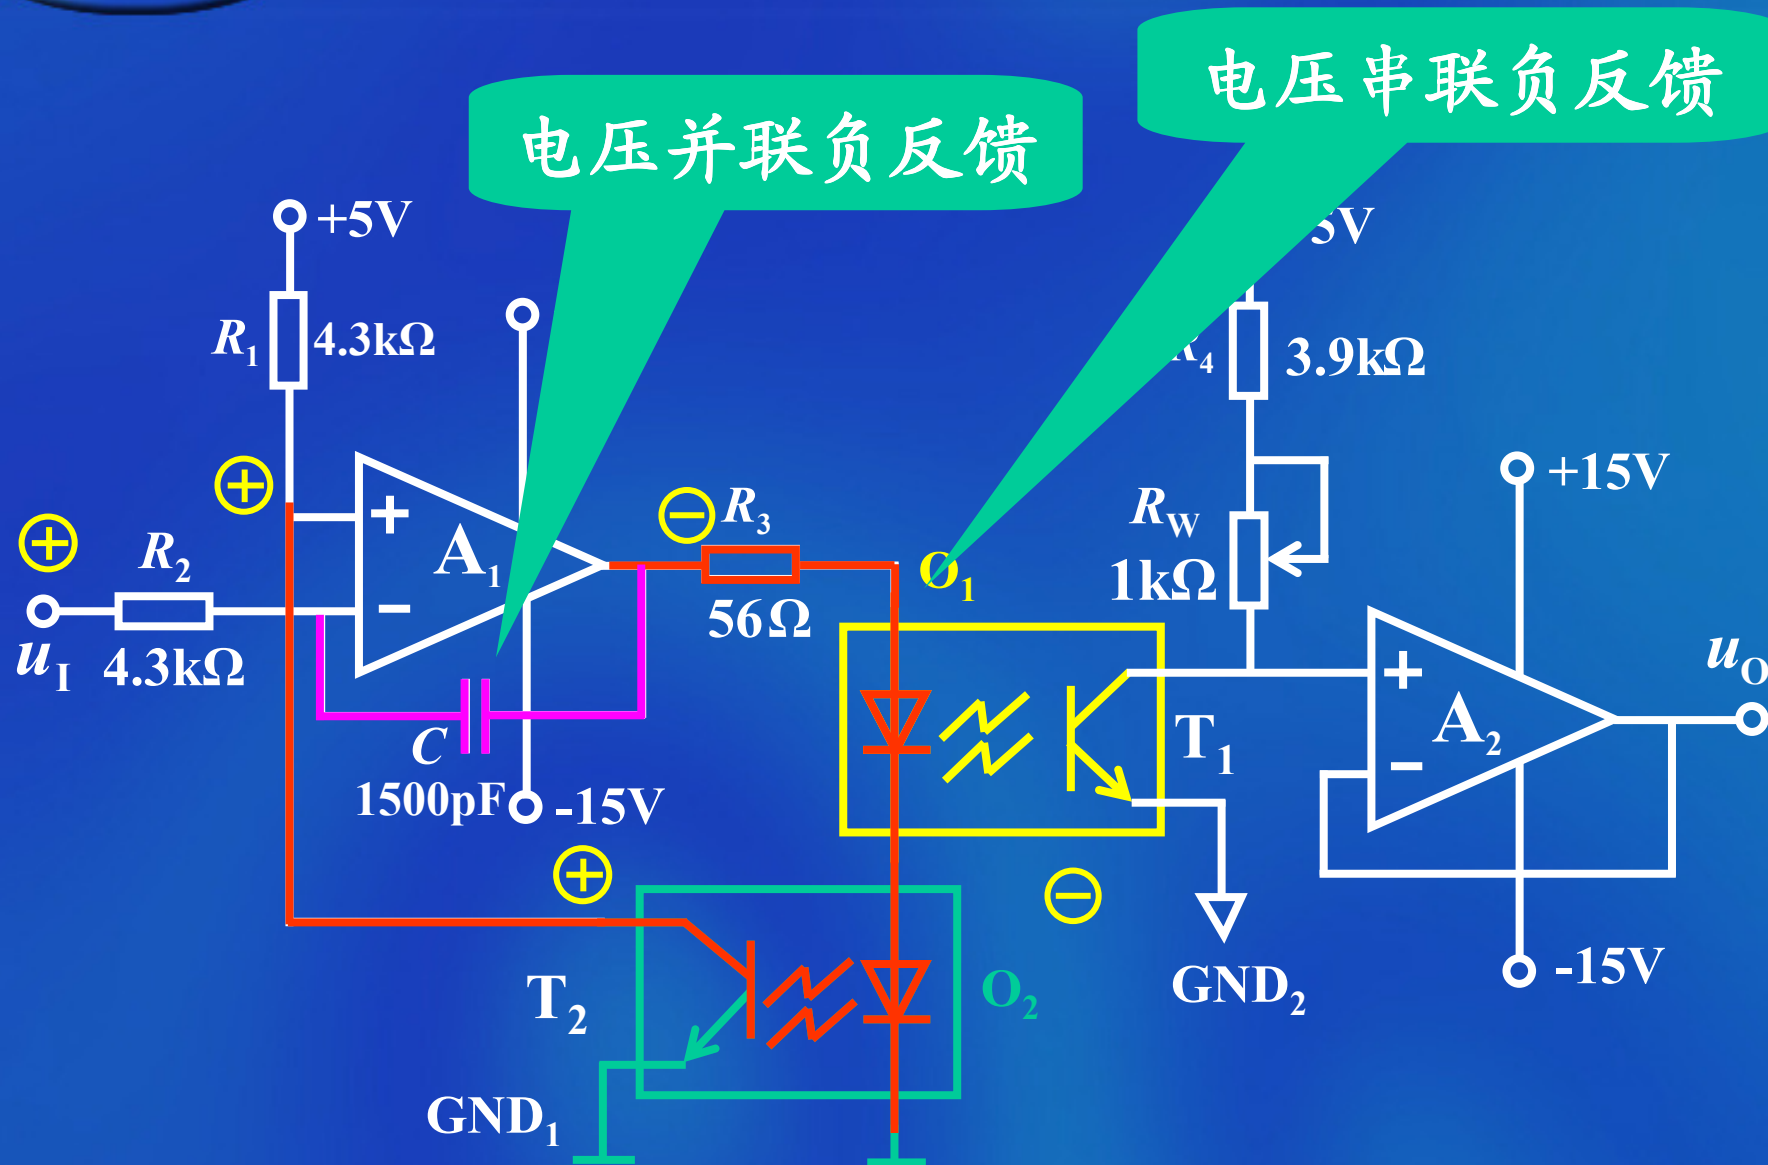 电压串联负反馈
电压并联负反馈
+5V
5V
R1 4.3kΩ
R4 3.9kΩ
+15V
+
R3
RW
R2
A1
O1
1kΩ
−
56Ω
uI 4.3kΩ
+
uO
A2
T1
C
−
1500pF
-15V
T2
O2
GND2
-15V
GND1